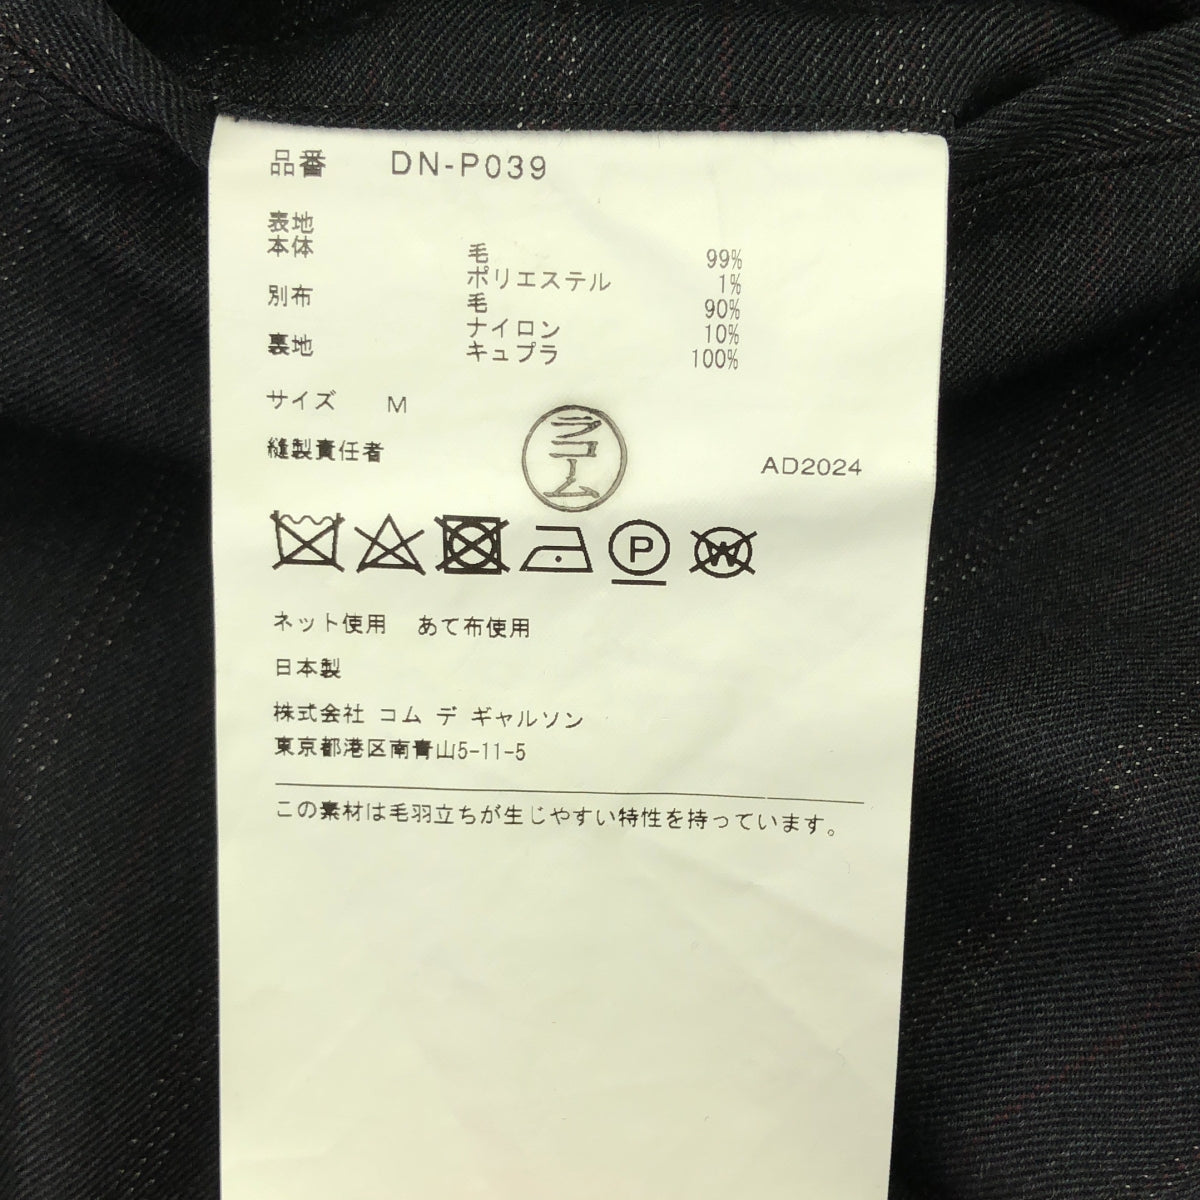 品番 DN-P039
表地
本体 毛 99%
ポリエステル 1%
別布 毛 90%
ナイロン 10%
裏地 キュプラ 100%
サイズ M
縫製責任者 ラコーム AD2024
P W
ネット使用 あて布使用
日本製
株式会社 コム デ ギャルソン
東京都港区南青山5-11-5
この素材は毛羽立ちが生じやすい特性を持っています。